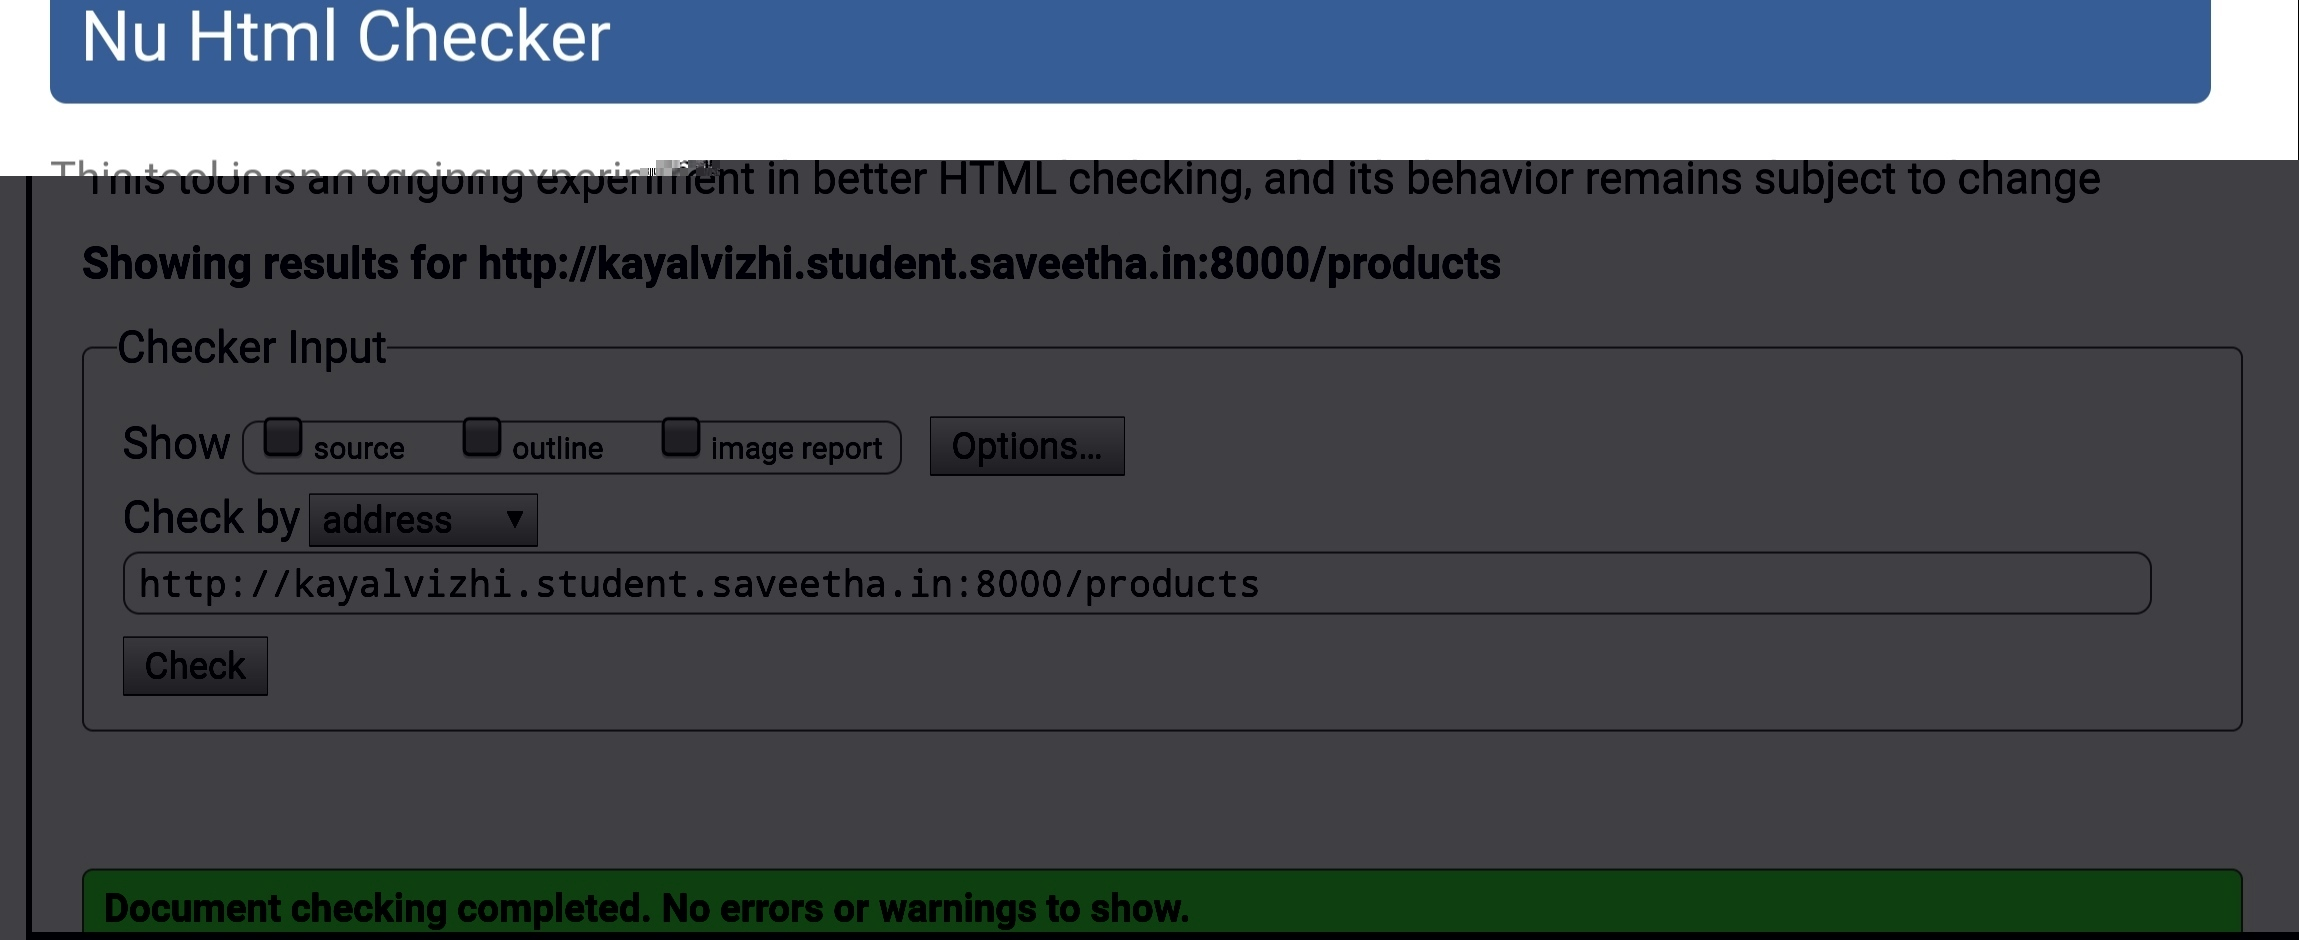 Nu Html Checker
This tool is an ongoing experiment in better HTML checking, and its behavior remains subject to change
Showing results for http://kayalvizhi.student.saveetha.in:8000/products
Checker Input
Show source outline image report Options...
Check by address ▼
http://kayalvizhi.student.saveetha.in:8000/products
Check
Document checking completed. No errors or warnings to show.